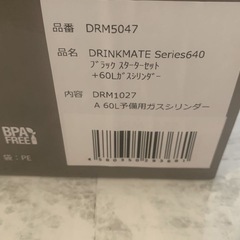 品番 DRM5047
品名 DRINKMATE Series640
ブラック スターターセット
+60Lガスシリンダー
内容 DRM1027
A 60L予備用ガスシリンダー
BPA
FREE
袋:PE